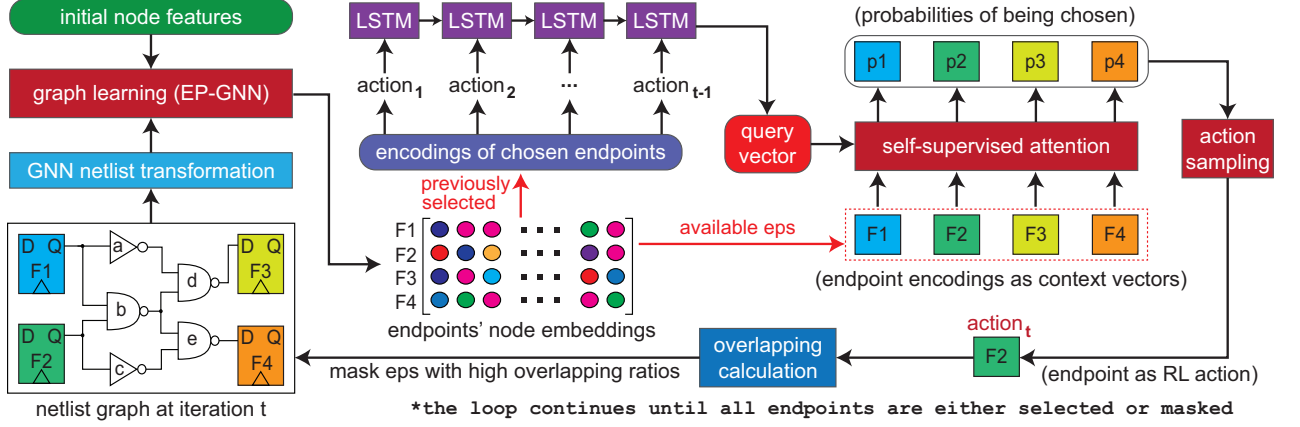 initial node features
graph learning (EP-GNN)
GNN netlist transformation
D Q
F1
D Q
F2
D Q
F3
D Q
F4
a
b
c
d
e
netlist graph at iteration t
LSTM
LSTM
LSTM
LSTM
action1
action2
...
actiont-1
encodings of chosen endpoints
previously
selected
F1
F2
F3
F4
endpoints' node embeddings
available eps
query
vector
(probabilities of being chosen)
p1
p2
p3
p4
self-supervised attention
F1
F2
F3
F4
(endpoint encodings as context vectors)
action
sampling
actiont
F2
(endpoint as RL action)
overlapping
calculation
mask eps with high overlapping ratios
*the loop continues until all endpoints are either selected or masked